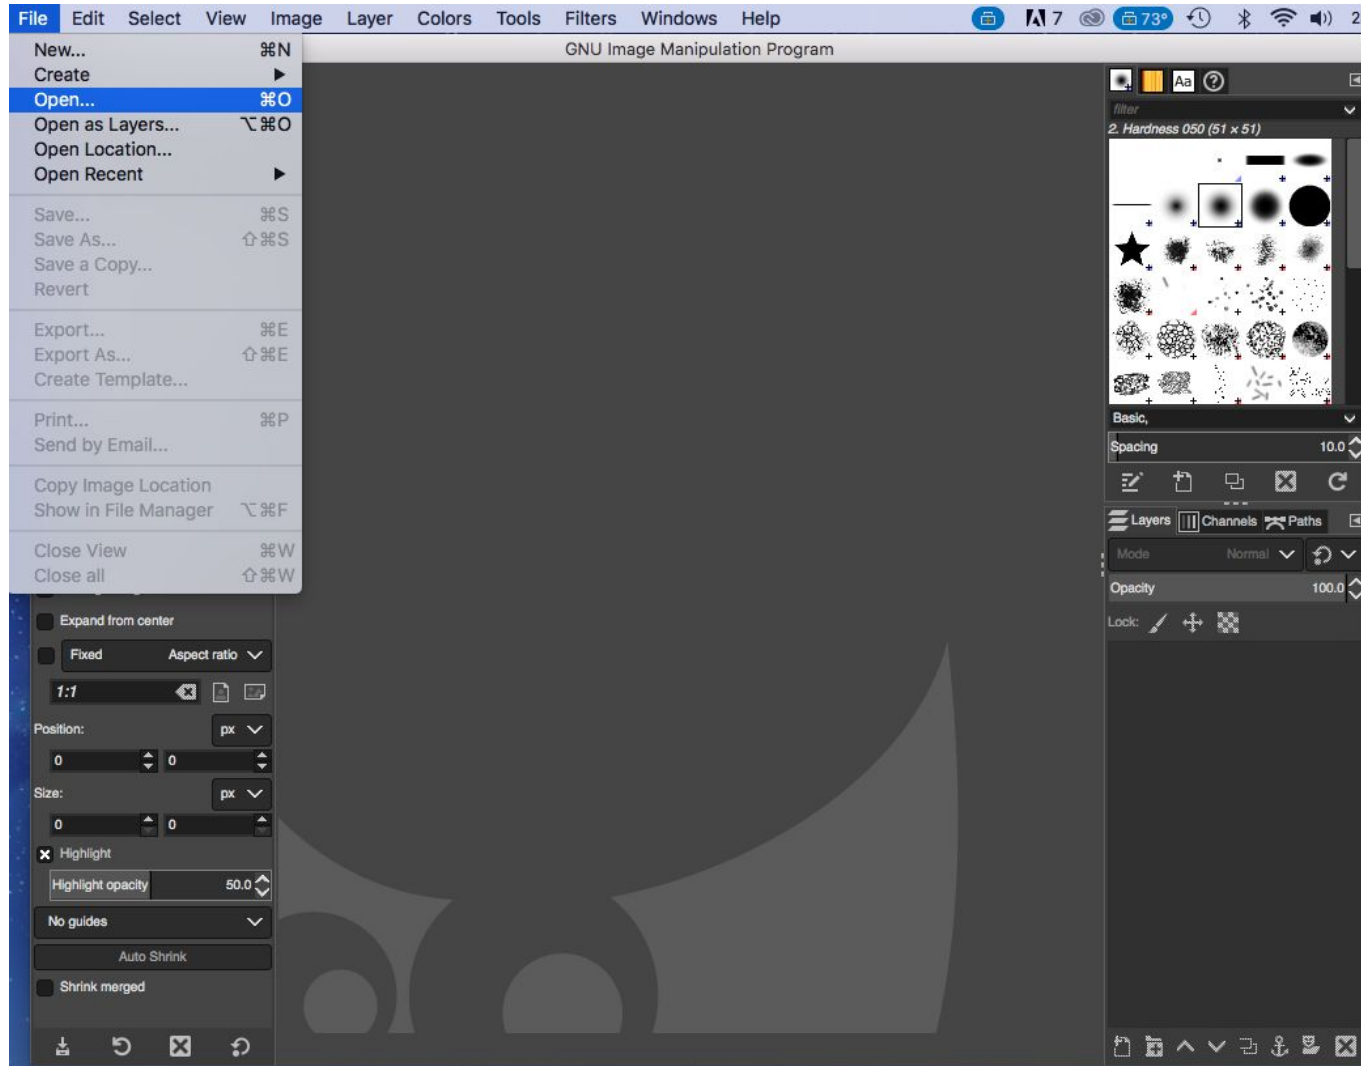 File Edit Select View Image Layer Colors Tools Filters Windows Help 7 73° 2
GNU Image Manipulation Program
New... ⌘N
Create ▶
Open... ⌘O
Open as Layers... ⌥⌘O
Open Location...
Open Recent ▶
Save... ⌘S
Save As... ⇧⌘S
Save a Copy...
Revert
Export... ⌘E
Export As... ⇧⌘E
Create Template...
Print... ⌘P
Send by Email...
Copy Image Location
Show in File Manager ⌥⌘F
Close View ⌘W
Close all ⇧⌘W
Expand from center
Fixed Aspect ratio
1:1
Position: px
0 0
Size: px
0 0
Highlight
Highlight opacity 50.0
No guides
Auto Shrink
Shrink merged
Aa
filter
2. Hardness 050 (51 × 51)
Basic,
Spacing 10.0
Layers Channels Paths
Mode Normal
Opacity 100.0
Lock: